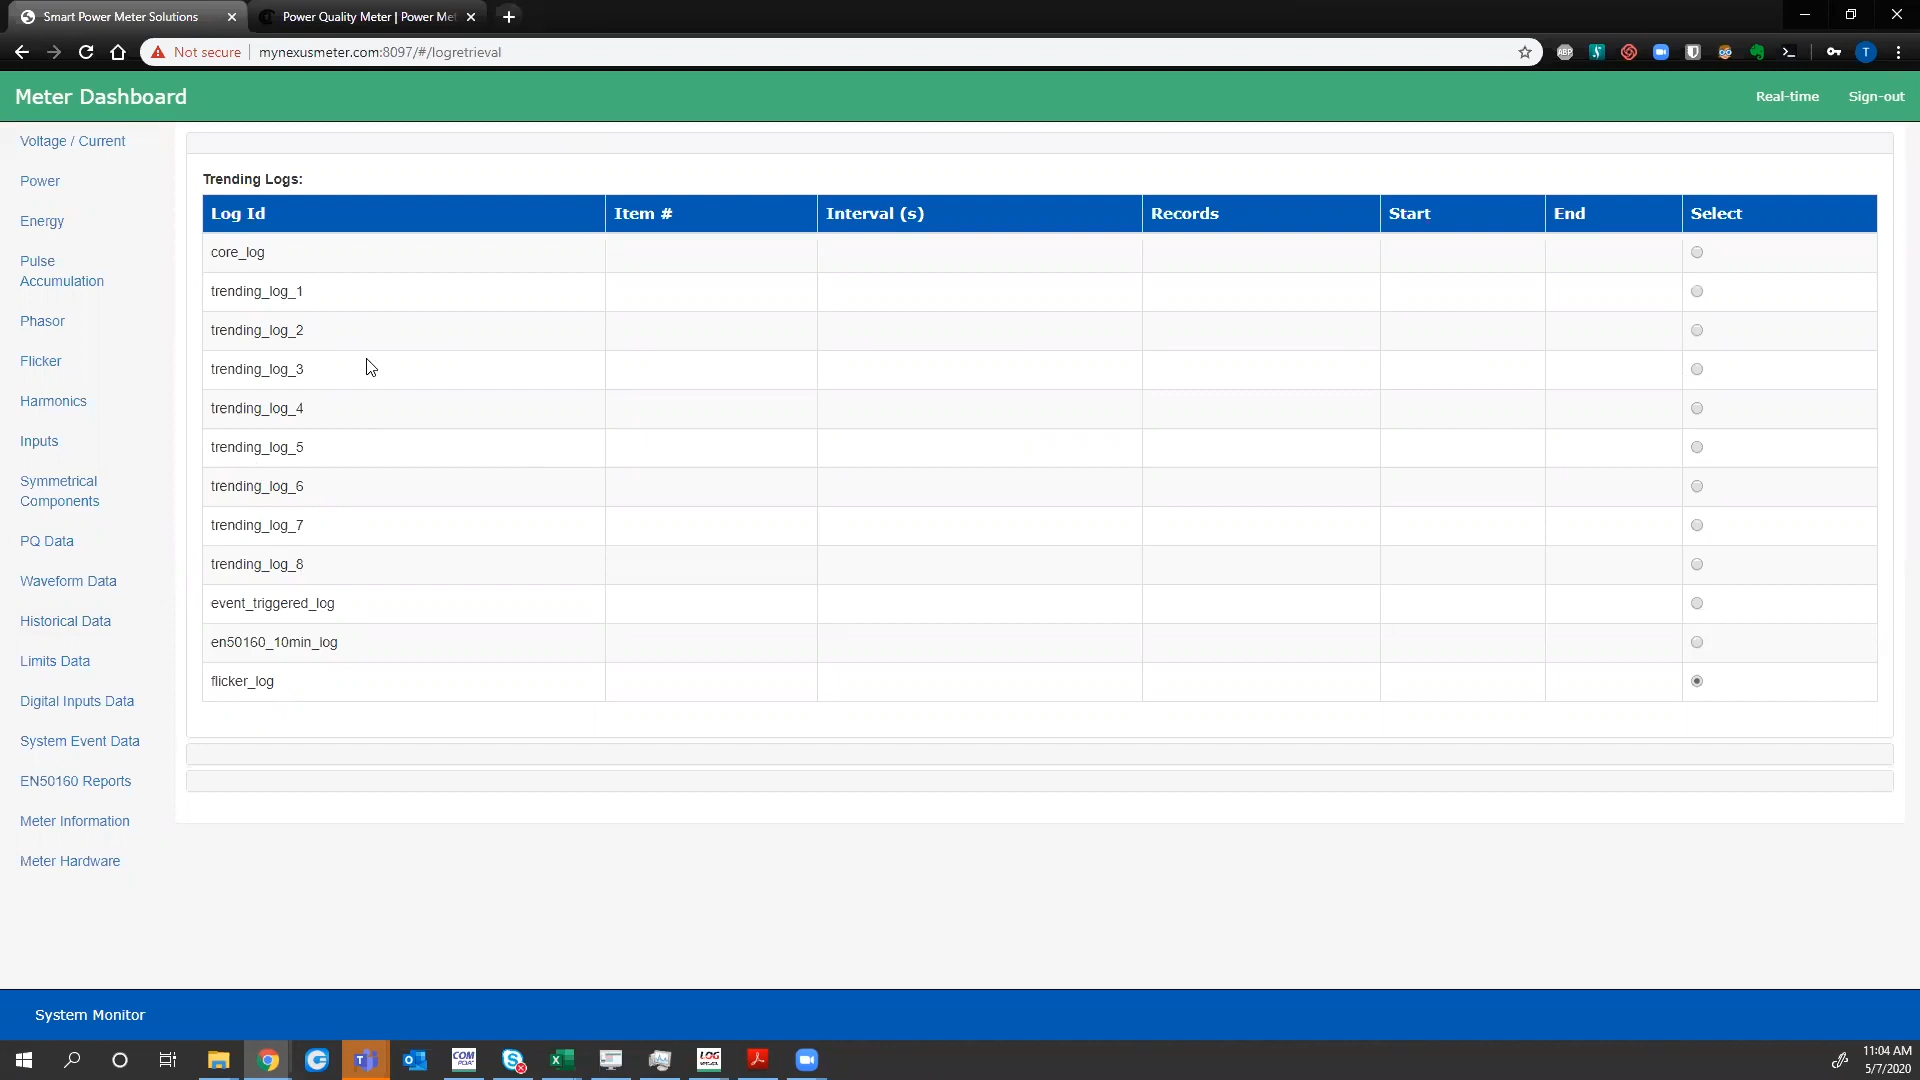 Smart Power Meter Solutions
Power Quality Meter | Power Met
Not secure
mynexusmeter.com:8097/#/logretrieval
ABP
T
Meter Dashboard
Real-time
Sign-out
Voltage / Current
Power
Energy
Pulse
Accumulation
Phasor
Flicker
Harmonics
Inputs
Symmetrical
Components
PQ Data
Waveform Data
Historical Data
Limits Data
Digital Inputs Data
System Event Data
EN50160 Reports
Meter Information
Meter Hardware
Trending Logs:
Log Id Item # Interval (s) Records Start End Select
core_log
trending_log_1
trending_log_2
trending_log_3
trending_log_4
trending_log_5
trending_log_6
trending_log_7
trending_log_8
event_triggered_log
en50160_10min_log
flicker_log
System Monitor
COM
LOG
11:04 AM
5/7/2020